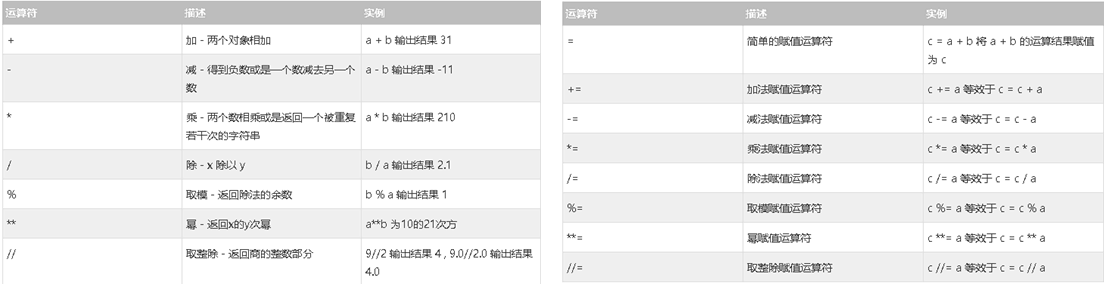 运算符 描述 实例
+ 加 - 两个对象相加 a + b 输出结果 31
- 减 - 得到负数或是一个数减去另一个数 a - b 输出结果 -11
* 乘 - 两个数相乘或是返回一个被重复若干次的字符串 a * b 输出结果 210
/ 除 - x 除以 y b / a 输出结果 2.1
% 取模 - 返回除法的余数 b % a 输出结果 1
** 幂 - 返回x的y次幂 a**b 为10的21次方
// 取整除 - 返回商的整数部分 9//2 输出结果 4 , 9.0//2.0 输出结果 4.0
运算符 描述 实例
= 简单的赋值运算符 c = a + b 将 a + b 的运算结果赋值为 c
+= 加法赋值运算符 c += a 等效于 c = c + a
-= 减法赋值运算符 c -= a 等效于 c = c - a
*= 乘法赋值运算符 c *= a 等效于 c = c * a
/= 除法赋值运算符 c /= a 等效于 c = c / a
%= 取模赋值运算符 c %= a 等效于 c = c % a
**= 幂赋值运算符 c **= a 等效于 c = c ** a
//= 取整除赋值运算符 c //= a 等效于 c = c // a